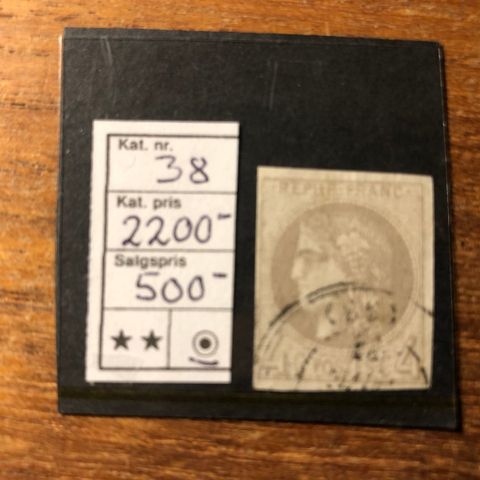 Kat. nr.
38
Kat. pris
2200-
Salgspris
500-
REPUB. FRANC.